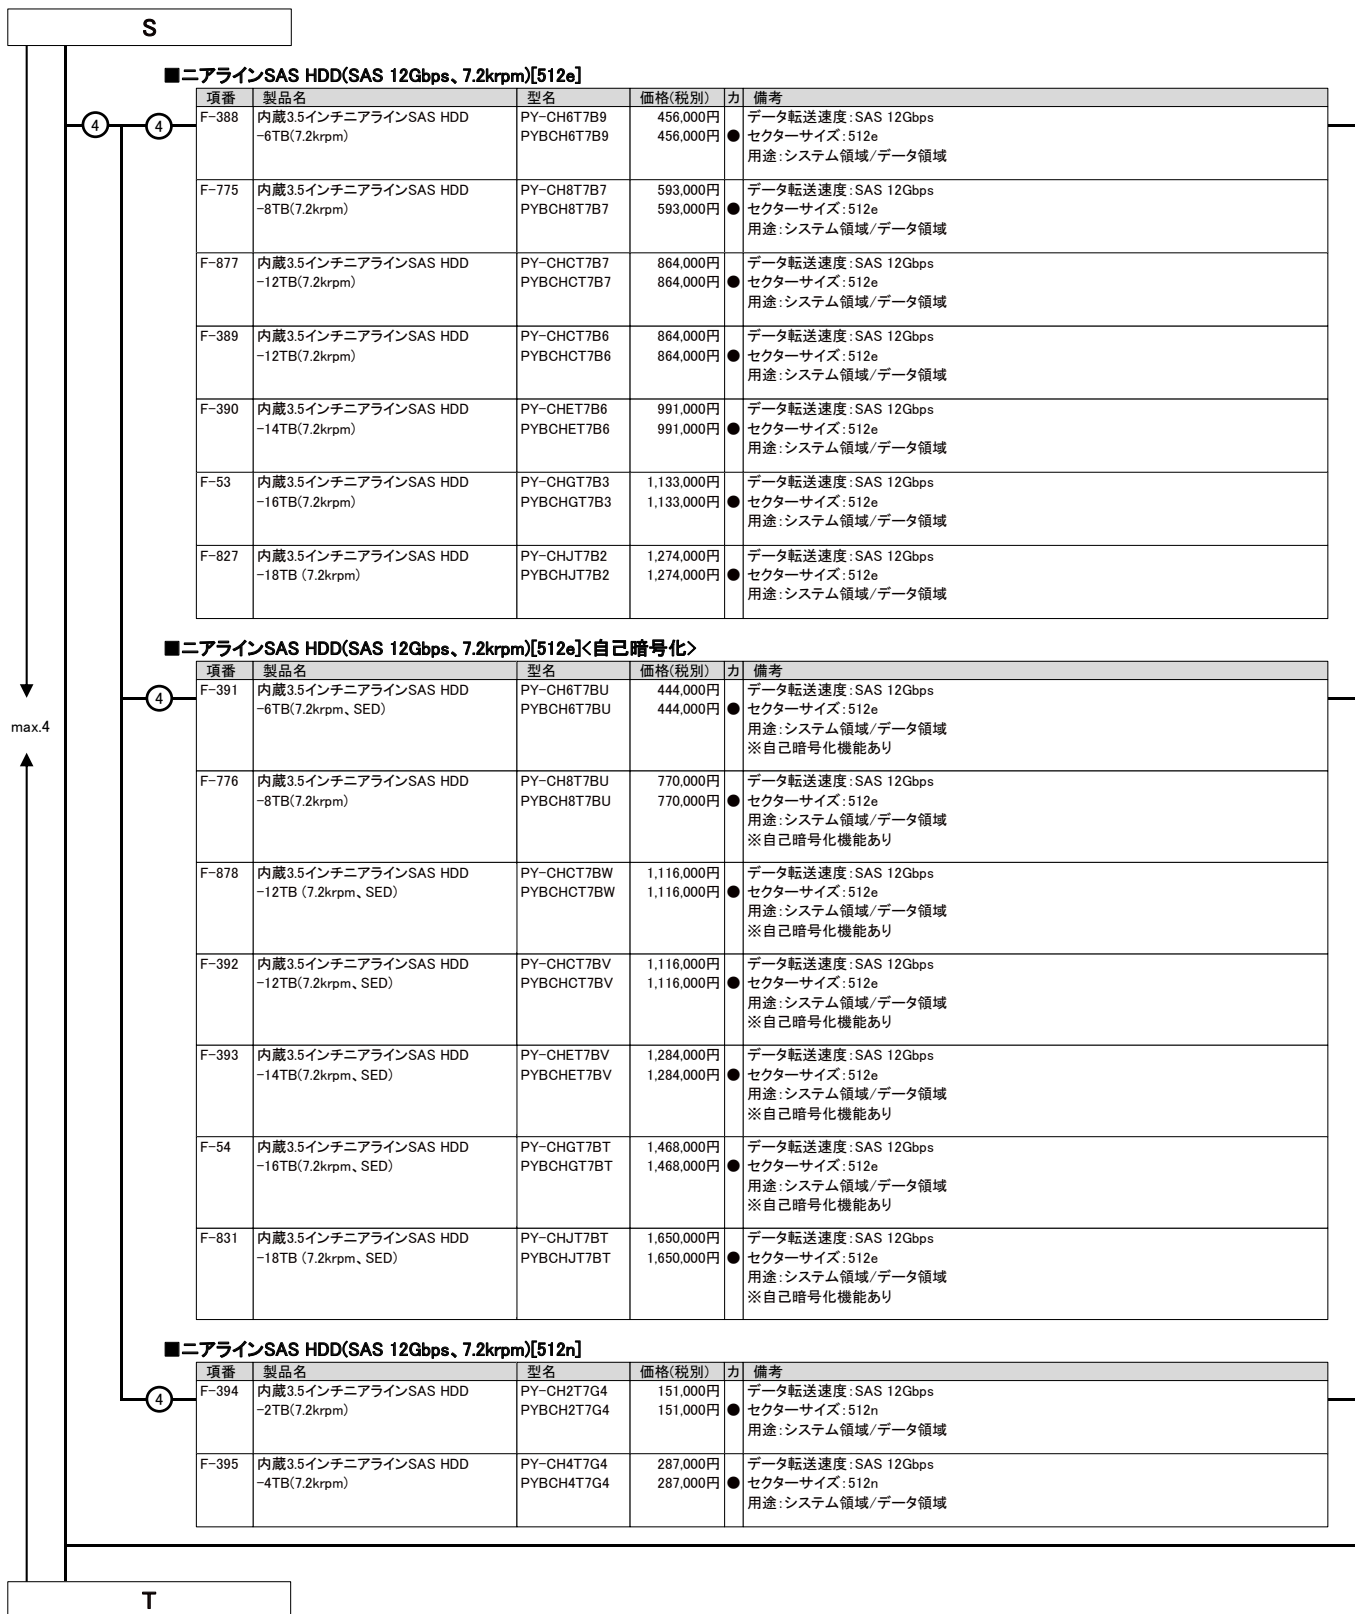 S
■ニアラインSAS HDD(SAS 12Gbps、7.2krpm)[512e]
項番 製品名 型名 価格(税別) カ 備考
F-388 内蔵3.5インチニアラインSAS HDD PY-CH6T7B9 456,000円 データ転送速度:SAS 12Gbps
④ ④ -6TB(7.2krpm) PYBCH6T7B9 456,000円 ● セクターサイズ:512e
用途:システム領域/データ領域
F-775 内蔵3.5インチニアラインSAS HDD PY-CH8T7B7 593,000円 データ転送速度:SAS 12Gbps
-8TB(7.2krpm) PYBCH8T7B7 593,000円 ● セクターサイズ:512e
用途:システム領域/データ領域
F-877 内蔵3.5インチニアラインSAS HDD PY-CHCT7B7 864,000円 データ転送速度:SAS 12Gbps
-12TB(7.2krpm) PYBCHCT7B7 864,000円 ● セクターサイズ:512e
用途:システム領域/データ領域
F-389 内蔵3.5インチニアラインSAS HDD PY-CHCT7B6 864,000円 データ転送速度:SAS 12Gbps
-12TB(7.2krpm) PYBCHCT7B6 864,000円 ● セクターサイズ:512e
用途:システム領域/データ領域
F-390 内蔵3.5インチニアラインSAS HDD PY-CHET7B6 991,000円 データ転送速度:SAS 12Gbps
-14TB(7.2krpm) PYBCHET7B6 991,000円 ● セクターサイズ:512e
用途:システム領域/データ領域
F-53 内蔵3.5インチニアラインSAS HDD PY-CHGT7B3 1,133,000円 データ転送速度:SAS 12Gbps
-16TB(7.2krpm) PYBCHGT7B3 1,133,000円 ● セクターサイズ:512e
用途:システム領域/データ領域
F-827 内蔵3.5インチニアラインSAS HDD PY-CHJT7B2 1,274,000円 データ転送速度:SAS 12Gbps
-18TB (7.2krpm) PYBCHJT7B2 1,274,000円 ● セクターサイズ:512e
用途:システム領域/データ領域
■ニアラインSAS HDD(SAS 12Gbps、7.2krpm)[512e]<自己暗号化>
項番 製品名 型名 価格(税別) カ 備考
F-391 内蔵3.5インチニアラインSAS HDD PY-CH6T7BU 444,000円 データ転送速度:SAS 12Gbps
④ -6TB(7.2krpm、SED) PYBCH6T7BU 444,000円 ● セクターサイズ:512e
max.4 用途:システム領域/データ領域
※自己暗号化機能あり
F-776 内蔵3.5インチニアラインSAS HDD PY-CH8T7BU 770,000円 データ転送速度:SAS 12Gbps
-8TB(7.2krpm) PYBCH8T7BU 770,000円 ● セクターサイズ:512e
用途:システム領域/データ領域
※自己暗号化機能あり
F-878 内蔵3.5インチニアラインSAS HDD PY-CHCT7BW 1,116,000円 データ転送速度:SAS 12Gbps
-12TB (7.2krpm、SED) PYBCHCT7BW 1,116,000円 ● セクターサイズ:512e
用途:システム領域/データ領域
※自己暗号化機能あり
F-392 内蔵3.5インチニアラインSAS HDD PY-CHCT7BV 1,116,000円 データ転送速度:SAS 12Gbps
-12TB(7.2krpm、SED) PYBCHCT7BV 1,116,000円 ● セクターサイズ:512e
用途:システム領域/データ領域
※自己暗号化機能あり
F-393 内蔵3.5インチニアラインSAS HDD PY-CHET7BV 1,284,000円 データ転送速度:SAS 12Gbps
-14TB(7.2krpm、SED) PYBCHET7BV 1,284,000円 ● セクターサイズ:512e
用途:システム領域/データ領域
※自己暗号化機能あり
F-54 内蔵3.5インチニアラインSAS HDD PY-CHGT7BT 1,468,000円 データ転送速度:SAS 12Gbps
-16TB(7.2krpm、SED) PYBCHGT7BT 1,468,000円 ● セクターサイズ:512e
用途:システム領域/データ領域
※自己暗号化機能あり
F-831 内蔵3.5インチニアラインSAS HDD PY-CHJT7BT 1,650,000円 データ転送速度:SAS 12Gbps
-18TB (7.2krpm、SED) PYBCHJT7BT 1,650,000円 ● セクターサイズ:512e
用途:システム領域/データ領域
※自己暗号化機能あり
■ニアラインSAS HDD(SAS 12Gbps、7.2krpm)[512n]
項番 製品名 型名 価格(税別) カ 備考
F-394 内蔵3.5インチニアラインSAS HDD PY-CH2T7G4 151,000円 データ転送速度:SAS 12Gbps
④ -2TB(7.2krpm) PYBCH2T7G4 151,000円 ● セクターサイズ:512n
用途:システム領域/データ領域
F-395 内蔵3.5インチニアラインSAS HDD PY-CH4T7G4 287,000円 データ転送速度:SAS 12Gbps
-4TB(7.2krpm) PYBCH4T7G4 287,000円 ● セクターサイズ:512n
用途:システム領域/データ領域
T